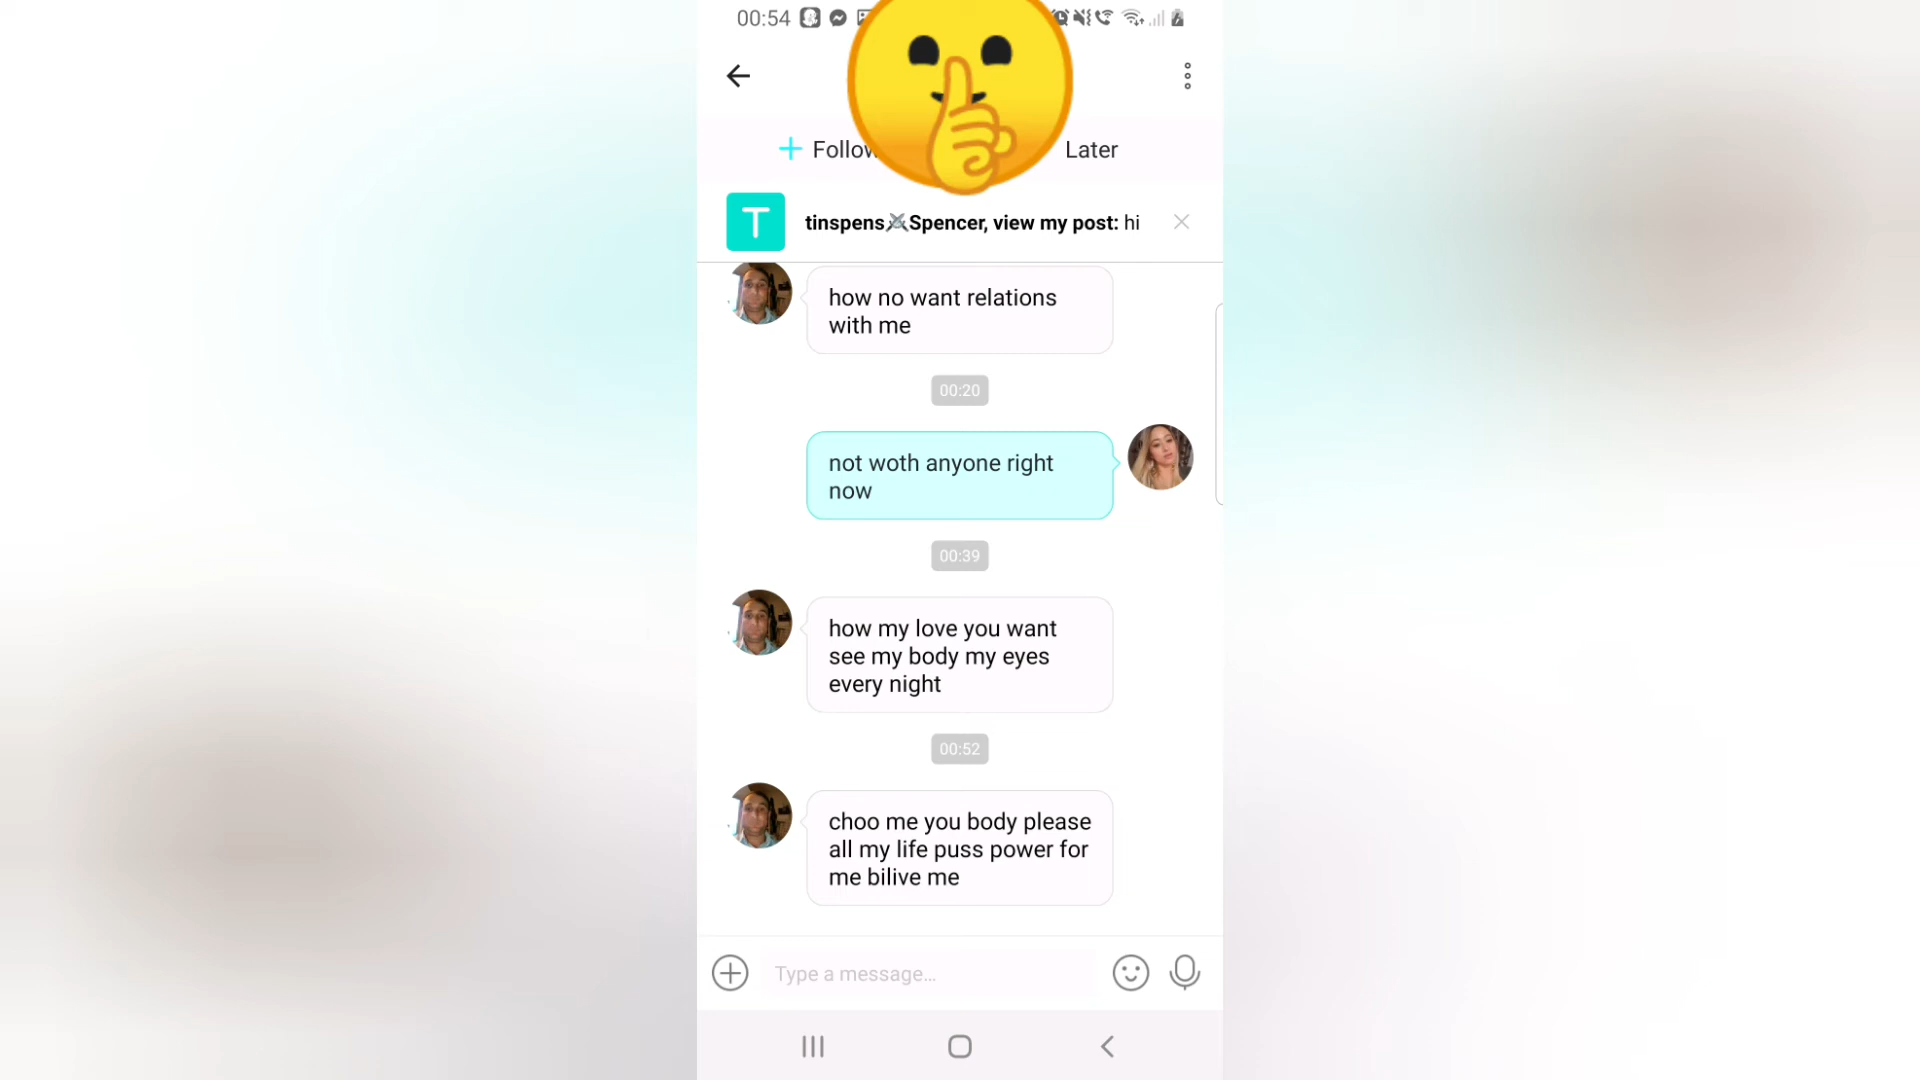 00:54
Follow
Later
T
tinspens⚔Spencer, view my post: hi
how no want relations
with me
00:20
not woth anyone right
now
00:39
how my love you want
see my body my eyes
every night
00:52
choo me you body please
all my life puss power for
me bilive me
Type a message...